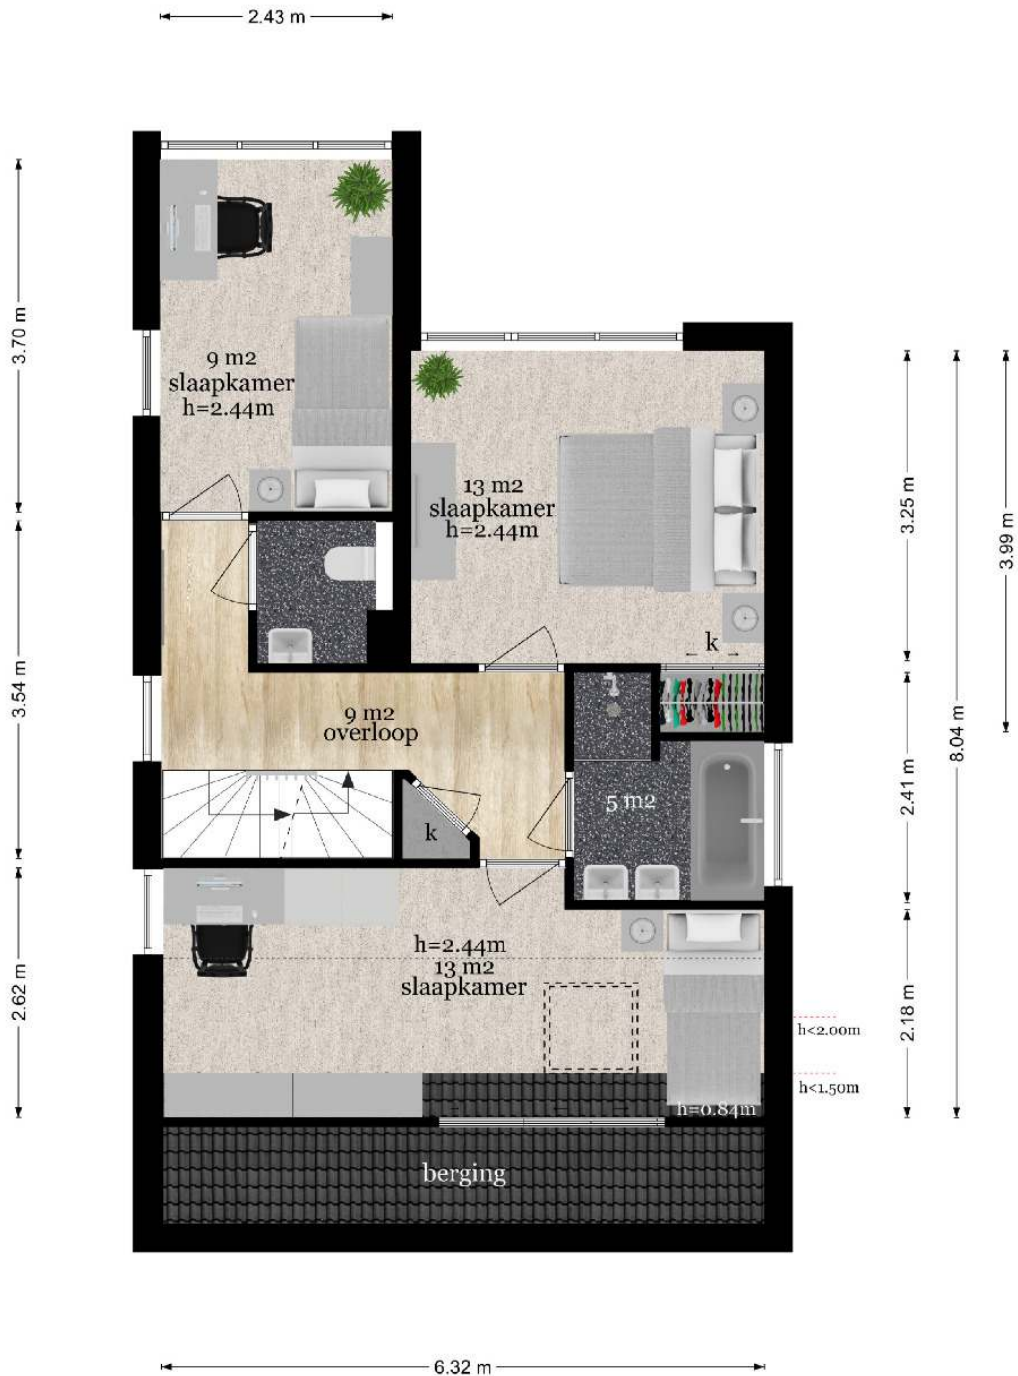 2.43 m
3.70 m
9 m2
slaapkamer
h=2.44m
13 m2
slaapkamer
h=2.44m
3.25 m
3.99 m
k
3.54 m
9 m2
overloop
8.04 m
2.41 m
5 m2
k
h=2.44m
13 m2
slaapkamer
2.62 m
2.18 m
h<2.00m
h<1.50m
h=0.84m
berging
6.32 m